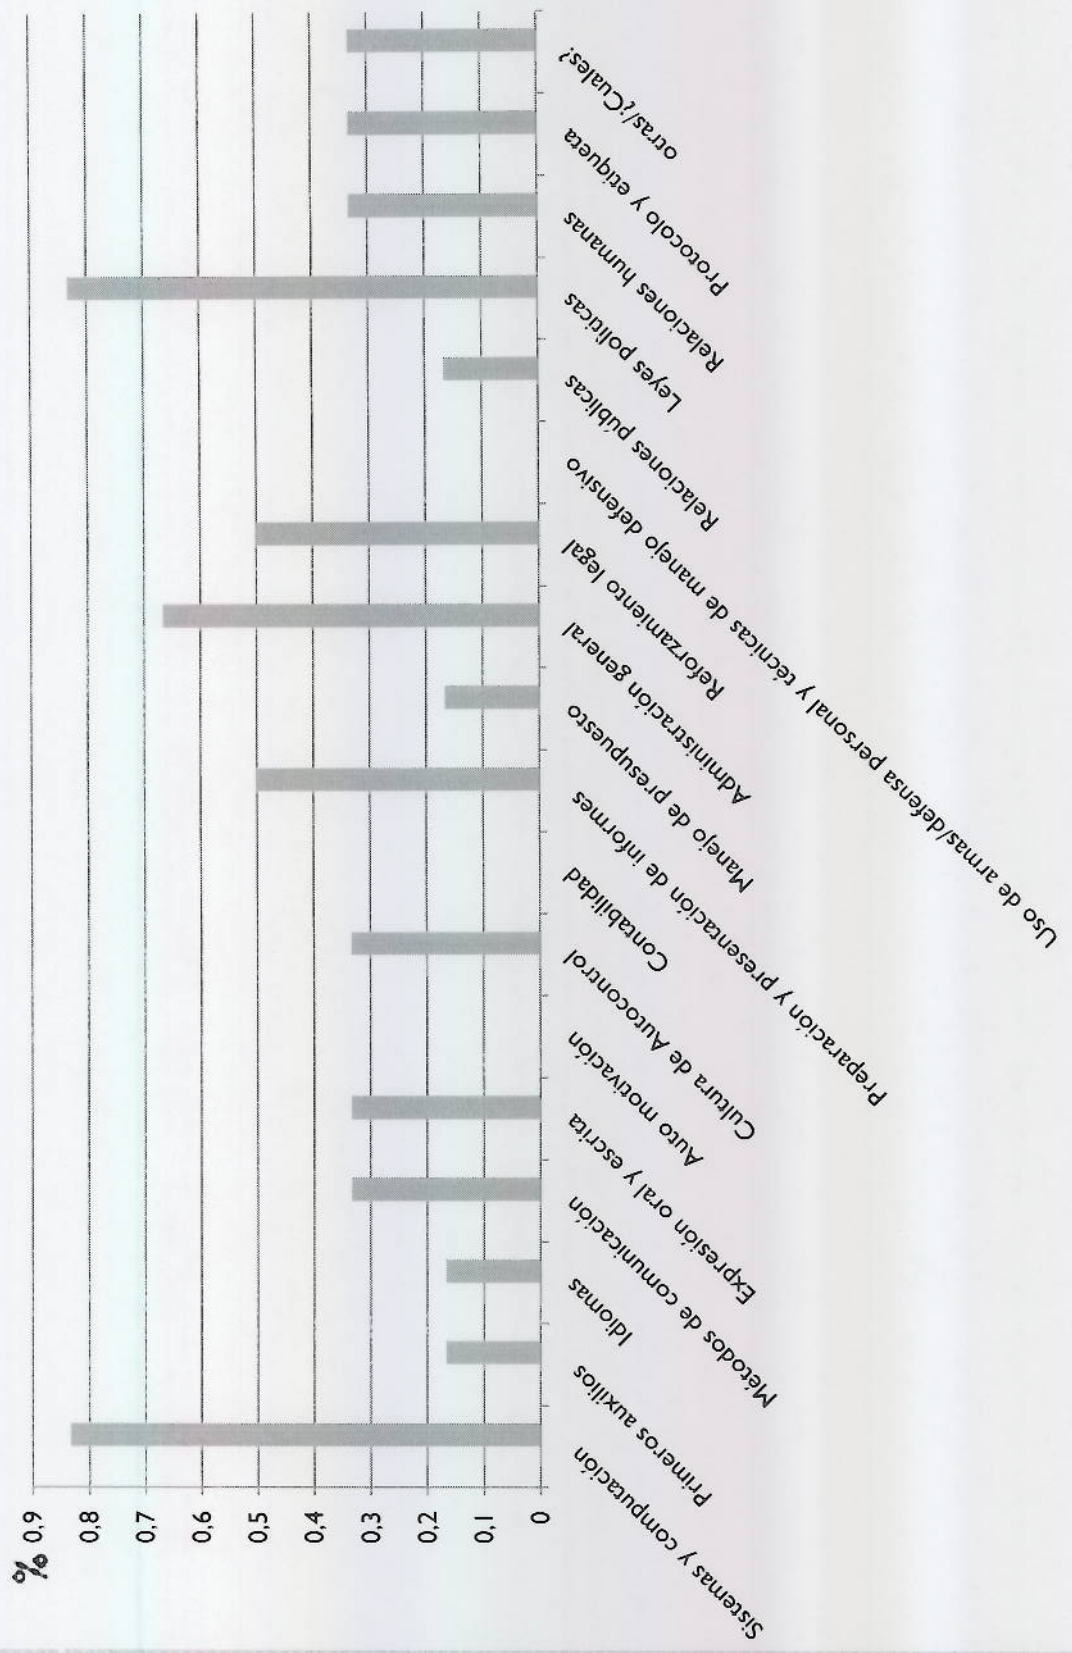 %
0,9
0,8
0,7
0,6
0,5
0,4
0,3
0,2
0,1
0
Sistemas y computación
Primeros auxilios
Idiomas
Métodos de comunicación
Expresión oral y escrita
Auto motivación
Cultura de Autocontrol
Contabilidad
Preparación y presentación de informes
Manejo de presupuesto
Administración general
Reforzamiento legal
Uso de armas/defensa personal y técnicas de manejo defensivo
Relaciones públicas
Leyes políticas
Relaciones humanas
Protocolo y etiqueta
otras/¿Cuales?